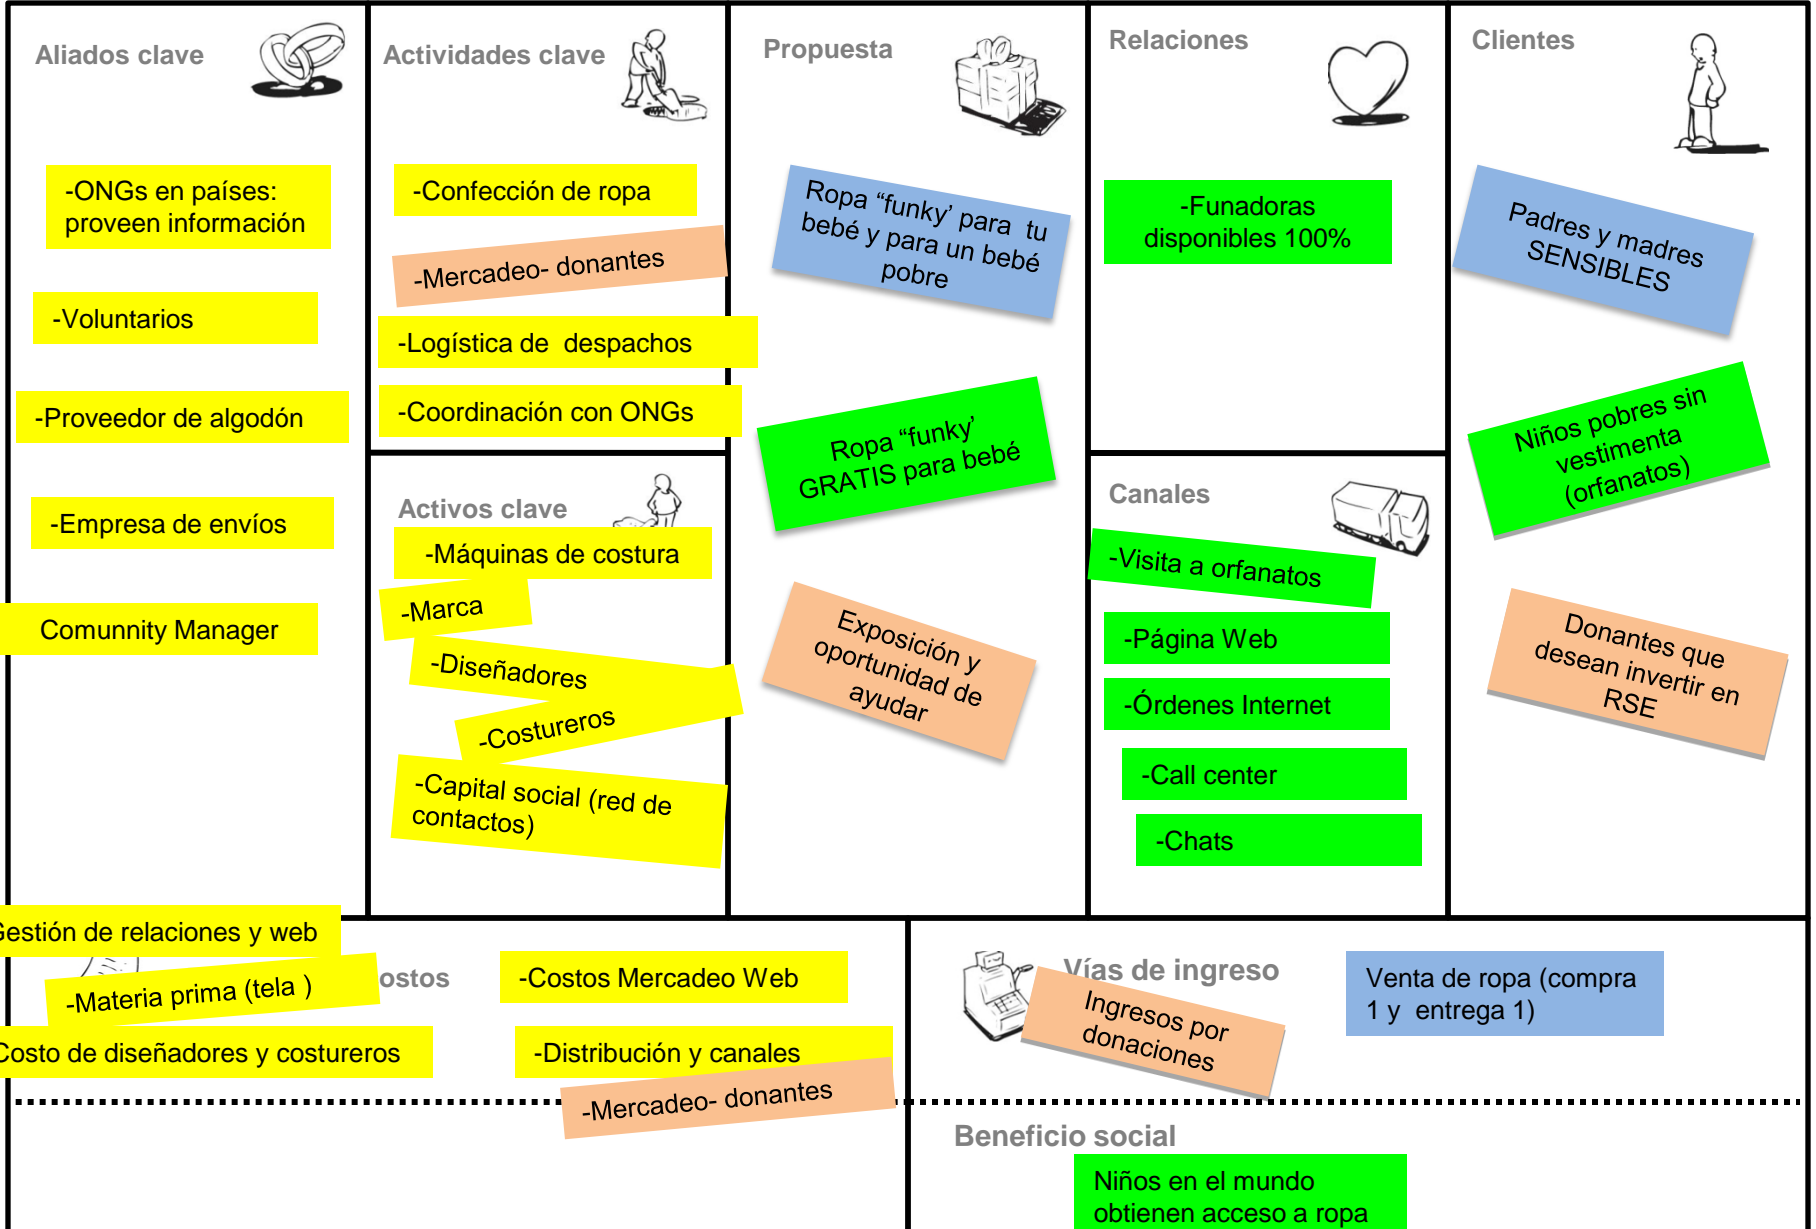 Aliados clave
-ONGs en países:
proveen información
-Voluntarios
-Proveedor de algodón
-Empresa de envíos
Comunnity Manager
Actividades clave
-Confección de ropa
-Mercadeo- donantes
-Logística de despachos
-Coordinación con ONGs
Activos clave
-Máquinas de costura
-Marca
-Diseñadores
-Costureros
-Capital social (red de
contactos)
Propuesta
Ropa “funky’ para tu
bebé y para un bebé
pobre
Ropa “funky’
GRATIS para bebé
Exposición y
oportunidad de
ayudar
Relaciones
-Funadoras
disponibles 100%
Canales
-Visita a orfanatos
-Página Web
-Órdenes Internet
-Call center
-Chats
Clientes
Padres y madres
SENSIBLES
Niños pobres sin
vestimenta
(orfanatos)
Donantes que
desean invertir en
RSE
Gestión de relaciones y web
-Materia prima (tela )
ostos
Costo de diseñadores y costureros
-Costos Mercadeo Web
-Distribución y canales
-Mercadeo- donantes
Vías de ingreso
Ingresos por
donaciones
Venta de ropa (compra
1 y entrega 1)
Beneficio social
Niños en el mundo
obtienen acceso a ropa